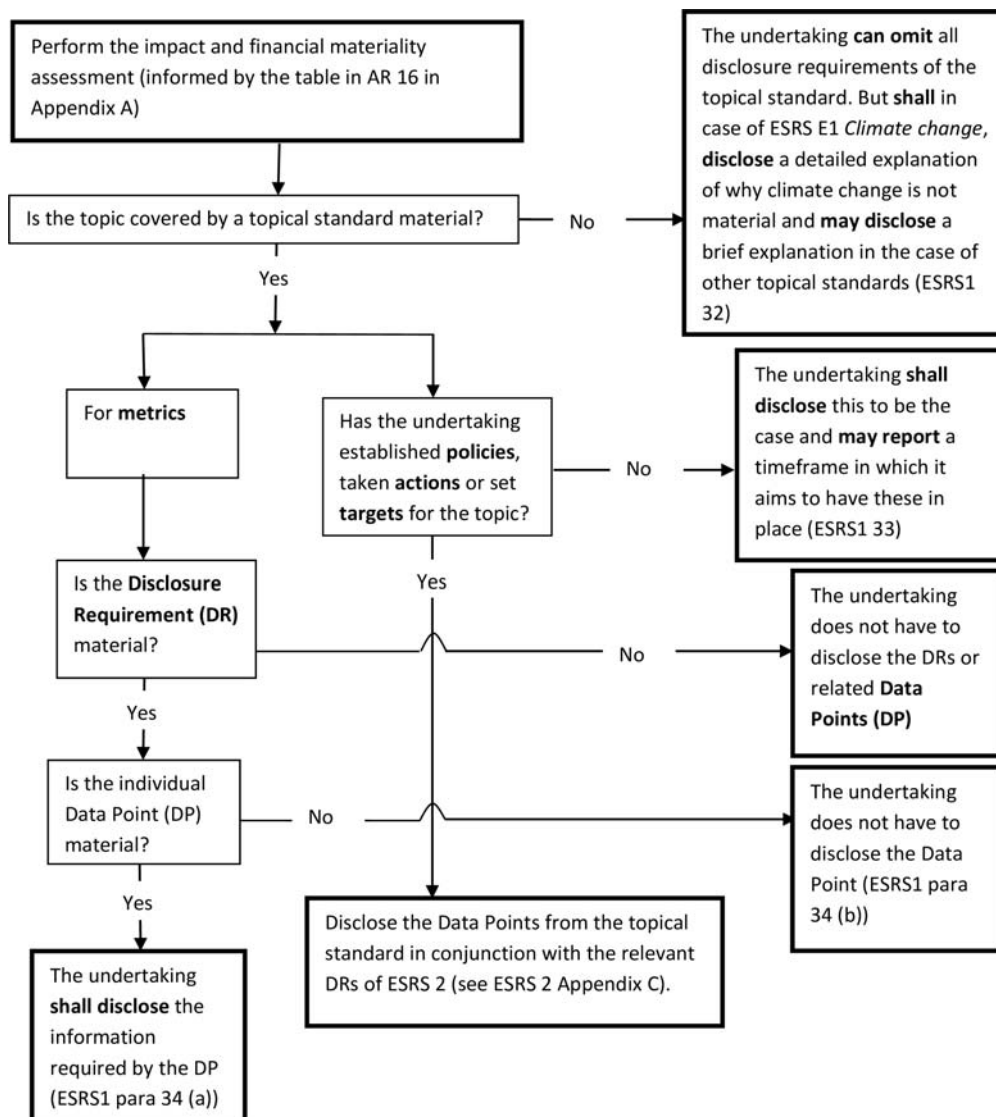 Perform the impact and financial materiality
assessment (informed by the table in AR 16 in
Appendix A)
The undertaking can omit all
disclosure requirements of the
topical standard. But shall in
case of ESRS E1 Climate change,
disclose a detailed explanation
of why climate change is not
material and may disclose a
brief explanation in the case of
other topical standards (ESRS1
32)
Is the topic covered by a topical standard material?
No
Yes
For metrics
Has the undertaking
established policies,
taken actions or set
targets for the topic?
No
The undertaking shall
disclose this to be the
case and may report a
timeframe in which it
aims to have these in
place (ESRS1 33)
Yes
Is the Disclosure
Requirement (DR)
material?
No
The undertaking
does not have to
disclose the DRs or
related Data
Points (DP)
Yes
Is the individual
Data Point (DP)
material?
No
The undertaking
does not have to
disclose the Data
Point (ESRS1 para
34 (b))
Yes
Disclose the Data Points from the topical
standard in conjunction with the relevant
DRs of ESRS 2 (see ESRS 2 Appendix C).
The undertaking
shall disclose the
information
required by the DP
(ESRS1 para 34 (a))